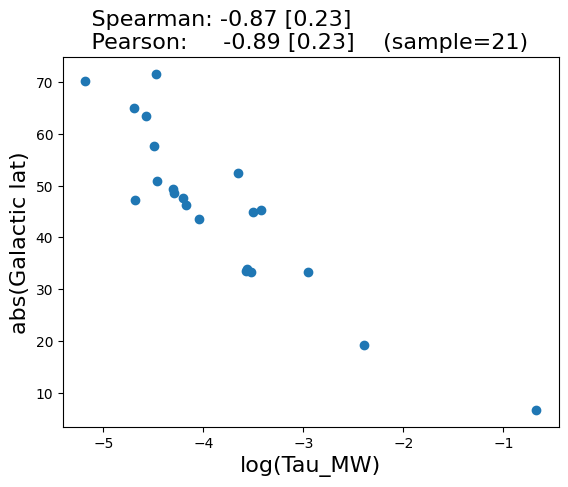 Spearman: -0.87 [0.23]
Pearson: -0.89 [0.23] (sample=21)
70
60
50
40
30
20
10
abs(Galactic lat)
−5 −4 −3 −2 −1
log(Tau_MW)